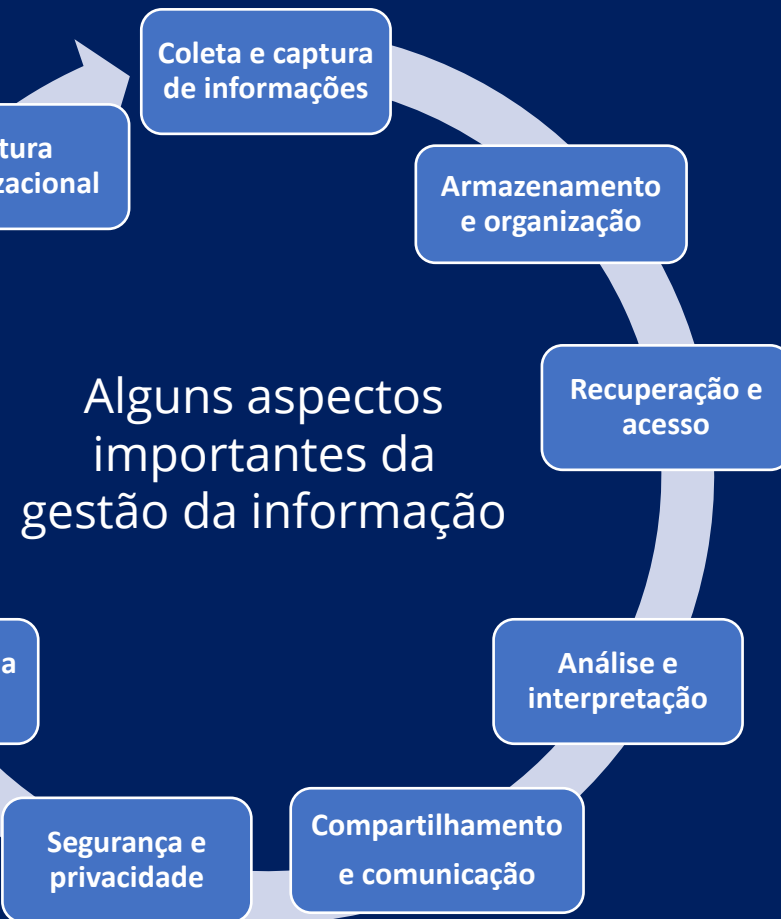 Coleta e captura
de informações
Armazenamento
e organização
Recuperação e
acesso
Análise e
interpretação
Compartilhamento
e comunicação
Segurança e
privacidade
a
tura
zacional
Alguns aspectos
importantes da
gestão da informação